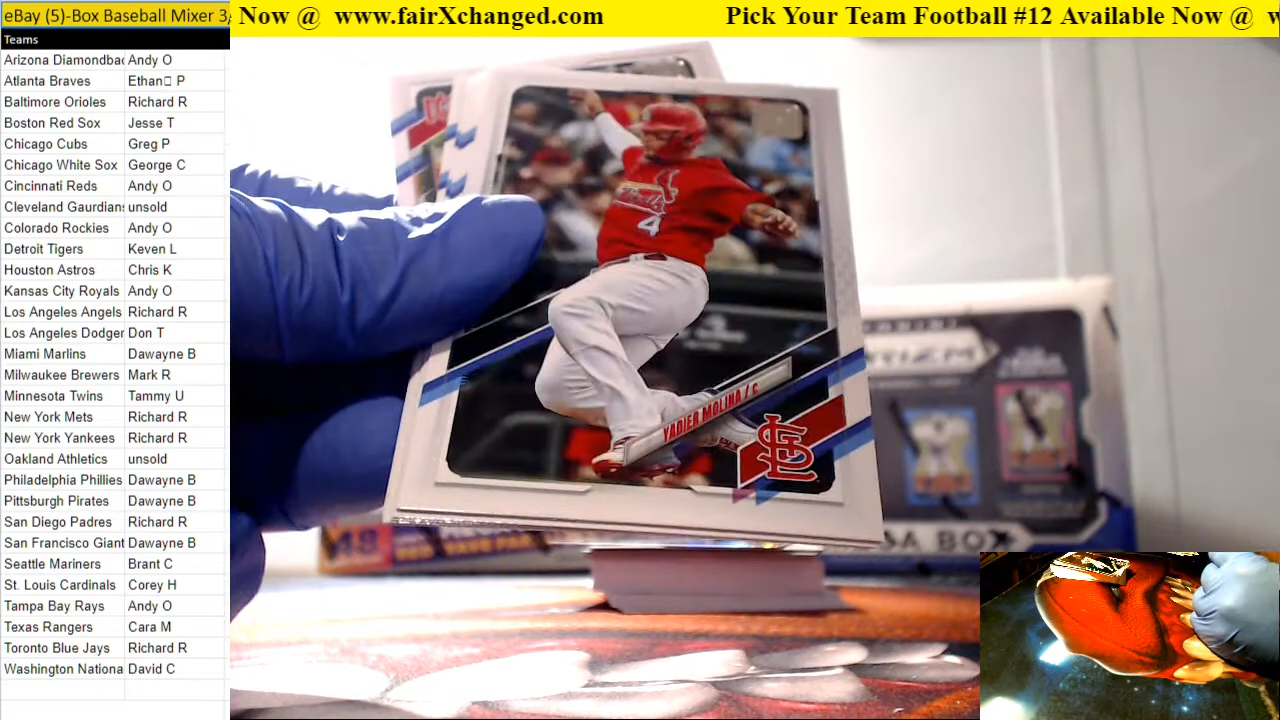 eBay (5)-Box Baseball Mixer 3/
Now @ www.fairXchanged.com Pick Your Team Football #12 Available Now @ w
Teams
Arizona Diamondbac Andy O
Atlanta Braves Ethan□ P
Baltimore Orioles Richard R
Boston Red Sox Jesse T
Chicago Cubs Greg P
Chicago White Sox George C
Cincinnati Reds Andy O
Cleveland Gaurdians unsold
Colorado Rockies Andy O
Detroit Tigers Keven L
Houston Astros Chris K
Kansas City Royals Andy O
Los Angeles Angels Richard R
Los Angeles Dodger Don T
Miami Marlins Dawayne B
Milwaukee Brewers Mark R
Minnesota Twins Tammy U
New York Mets Richard R
New York Yankees Richard R
Oakland Athletics unsold
Philadelphia Phillies Dawayne B
Pittsburgh Pirates Dawayne B
San Diego Padres Richard R
San Francisco Giant Dawayne B
Seattle Mariners Brant C
St. Louis Cardinals Corey H
Tampa Bay Rays Andy O
Texas Rangers Cara M
Toronto Blue Jays Richard R
Washington Nationa David C
Cardinals
4
YADIER MOLINA / C
STL
PRIZM
BOX